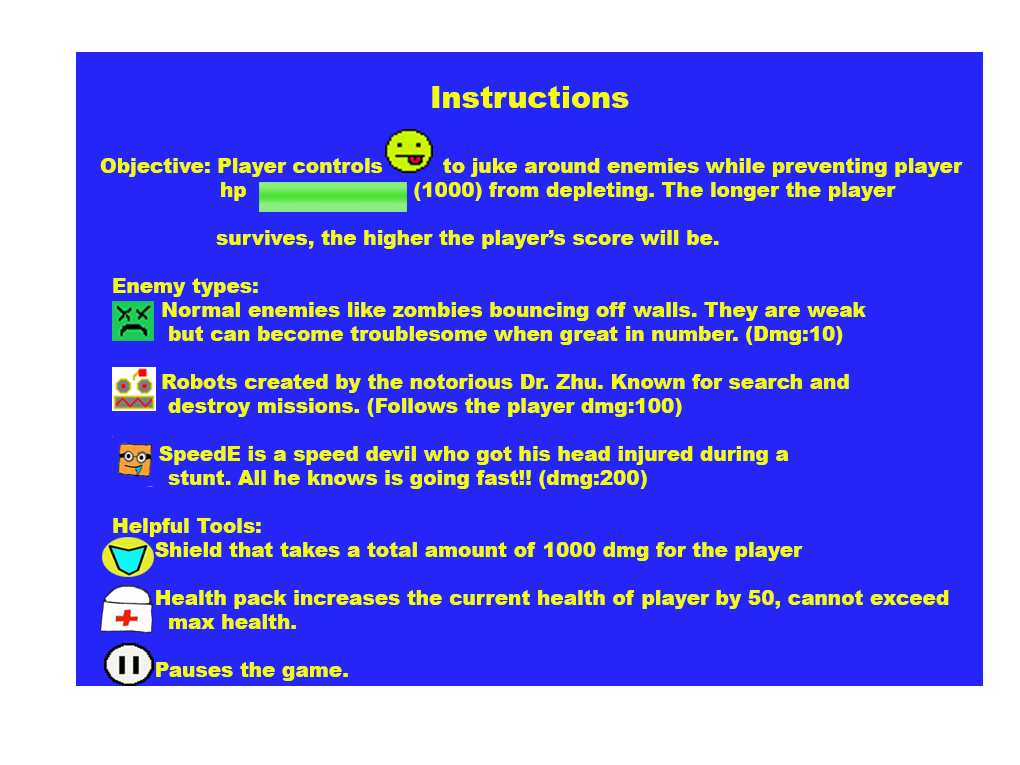 Instructions
Objective: Player controls to juke around enemies while preventing player
hp (1000) from depleting. The longer the player
survives, the higher the player’s score will be.
Enemy types:
Normal enemies like zombies bouncing off walls. They are weak
but can become troublesome when great in number. (Dmg:10)
Robots created by the notorious Dr. Zhu. Known for search and
destroy missions. (Follows the player dmg:100)
SpeedE is a speed devil who got his head injured during a
stunt. All he knows is going fast!! (dmg:200)
Helpful Tools:
Shield that takes a total amount of 1000 dmg for the player
Health pack increases the current health of player by 50, cannot exceed
max health.
Pauses the game.